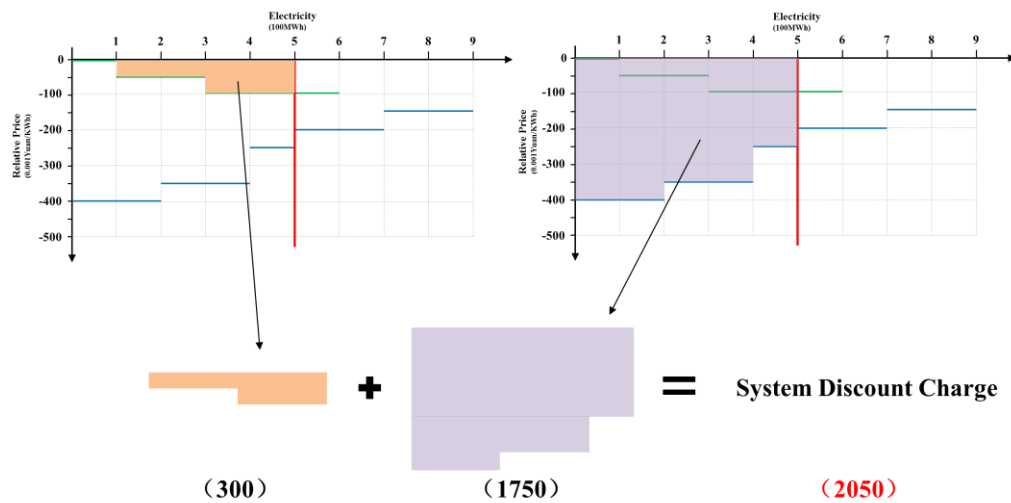 Electricity
(100MWh)
1 2 3 4 5 6 7 8 9
0
-100
-200
-300
-400
-500
Relative Price
(0.001Yuan/KWh)
Electricity
(100MWh)
1 2 3 4 5 6 7 8 9
0
-100
-200
-300
-400
-500
Relative Price
(0.001Yuan/KWh)
+ = System Discount Charge
（300） （1750） （2050）